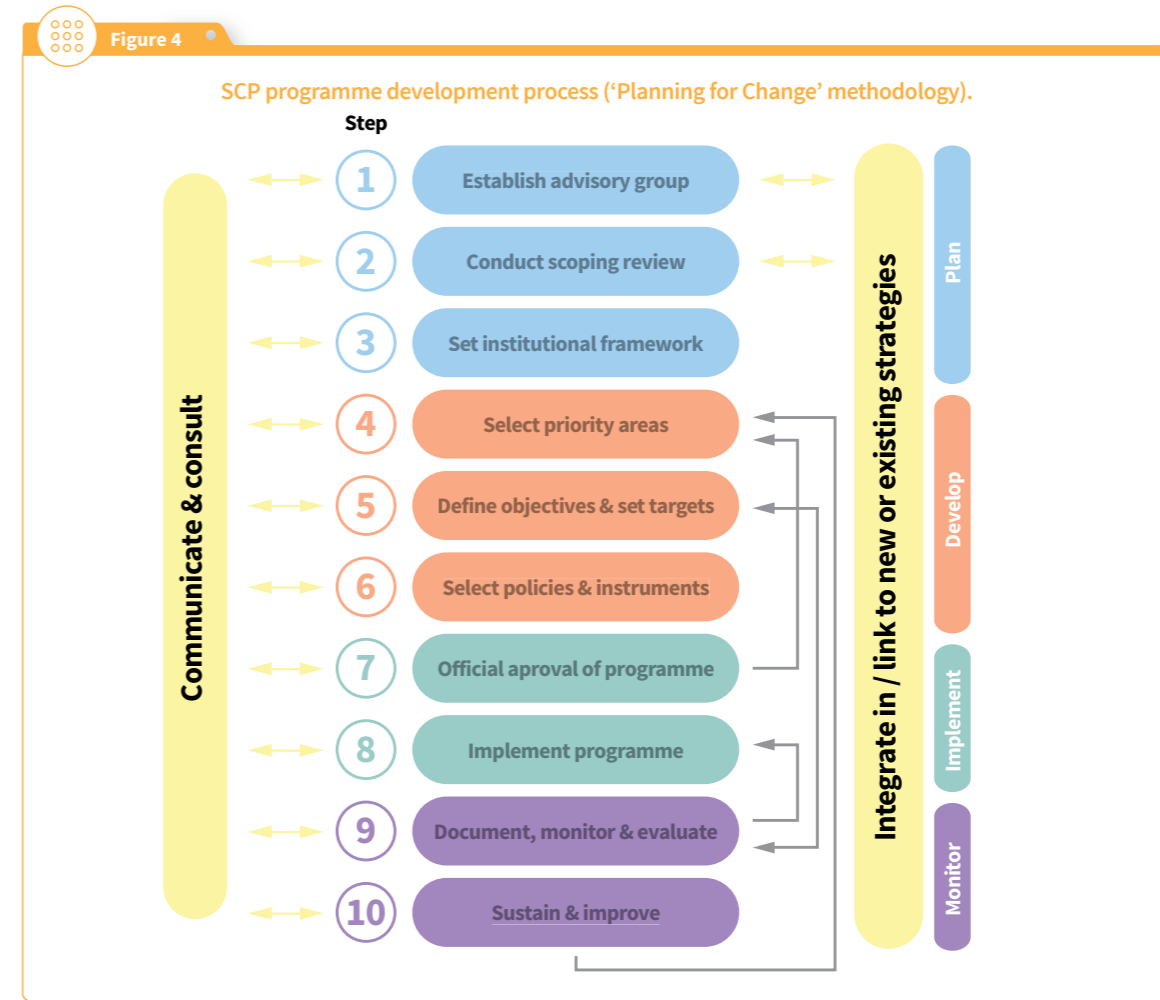 Figure 4
SCP programme development process (‘Planning for Change’ methodology).
Step
Communicate & consult
1
Establish advisory group
2
Conduct scoping review
3
Set institutional framework
4
Select priority areas
5
Define objectives & set targets
6
Select policies & instruments
7
Official aproval of programme
8
Implement programme
9
Document, monitor & evaluate
10
Sustain & improve
Integrate in / link to new or existing strategies
Plan
Develop
Implement
Monitor